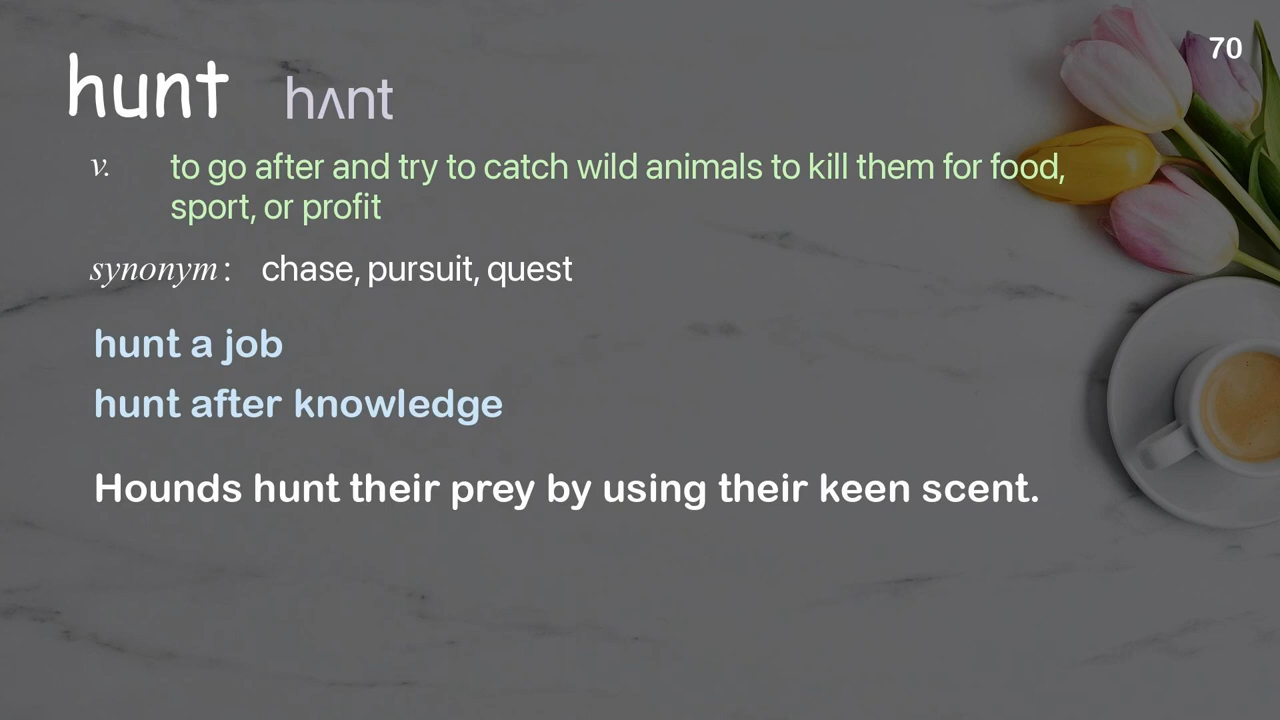 70
hunt hʌnt
v. to go after and try to catch wild animals to kill them for food,
sport, or profit
synonym: chase, pursuit, quest
hunt a job
hunt after knowledge
Hounds hunt their prey by using their keen scent.